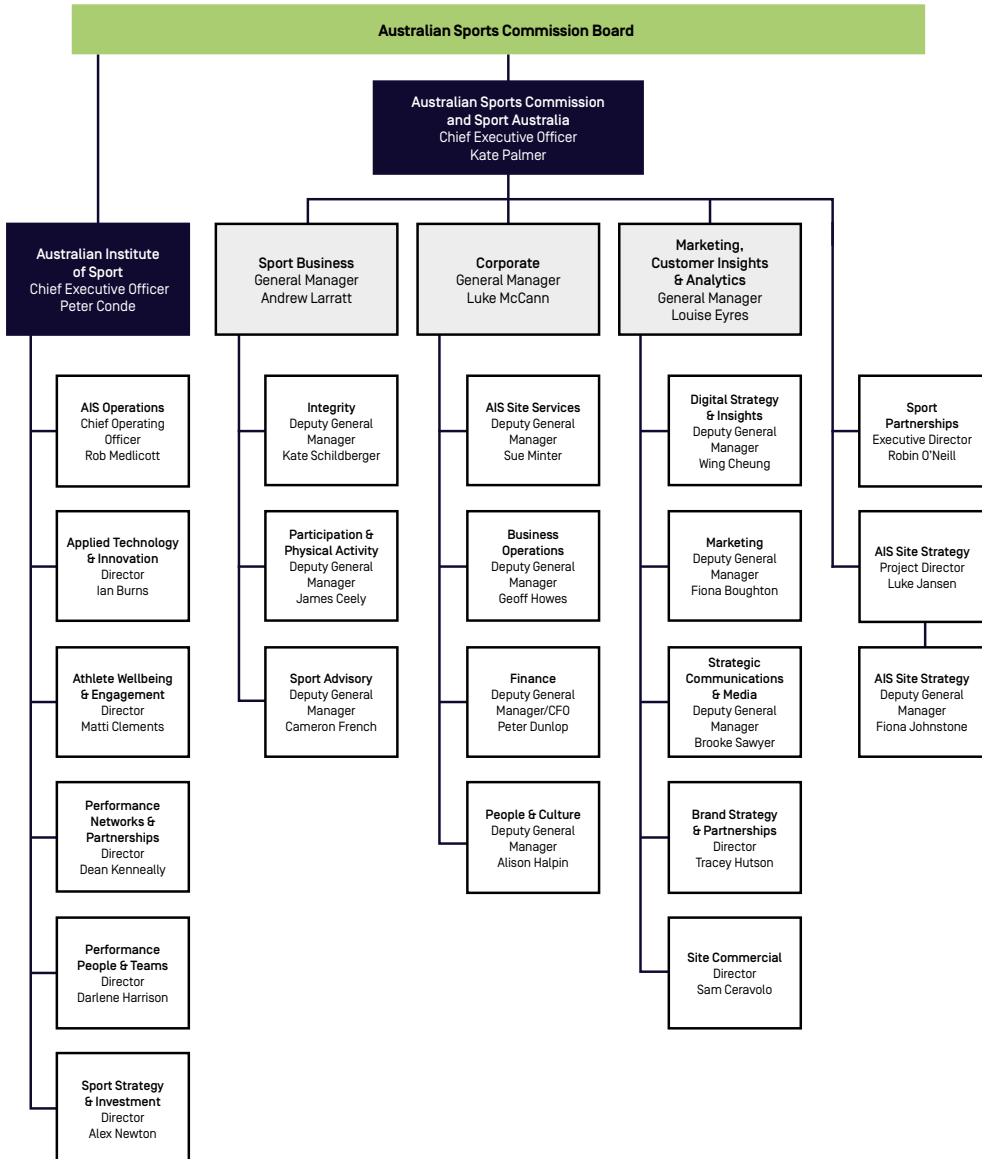 Australian Sports Commission Board
Australian Sports Commission
and Sport Australia
Chief Executive Officer
Kate Palmer
Australian Institute
of Sport
Chief Executive Officer
Peter Conde
Sport Business
General Manager
Andrew Larratt
Corporate
General Manager
Luke McCann
Marketing,
Customer Insights
& Analytics
General Manager
Louise Eyres
AIS Operations
Chief Operating
Officer
Rob Medlicott
Applied Technology
& Innovation
Director
Ian Burns
Athlete Wellbeing
& Engagement
Director
Matti Clements
Performance
Networks &
Partnerships
Director
Dean Kenneally
Performance
People & Teams
Director
Darlene Harrison
Sport Strategy
& Investment
Director
Alex Newton
Integrity
Deputy General
Manager
Kate Schildberger
Participation &
Physical Activity
Deputy General
Manager
James Ceely
Sport Advisory
Deputy General
Manager
Cameron French
AIS Site Services
Deputy General
Manager
Sue Minter
Business
Operations
Deputy General
Manager
Geoff Howes
Finance
Deputy General
Manager/CFO
Peter Dunlop
People & Culture
Deputy General
Manager
Alison Halpin
Digital Strategy
& Insights
Deputy General
Manager
Wing Cheung
Marketing
Deputy General
Manager
Fiona Boughton
Strategic
Communications
& Media
Deputy General
Manager
Brooke Sawyer
Brand Strategy
& Partnerships
Director
Tracey Hutson
Site Commercial
Director
Sam Ceravolo
Sport
Partnerships
Executive Director
Robin O'Neill
AIS Site Strategy
Project Director
Luke Jansen
AIS Site Strategy
Deputy General
Manager
Fiona Johnstone